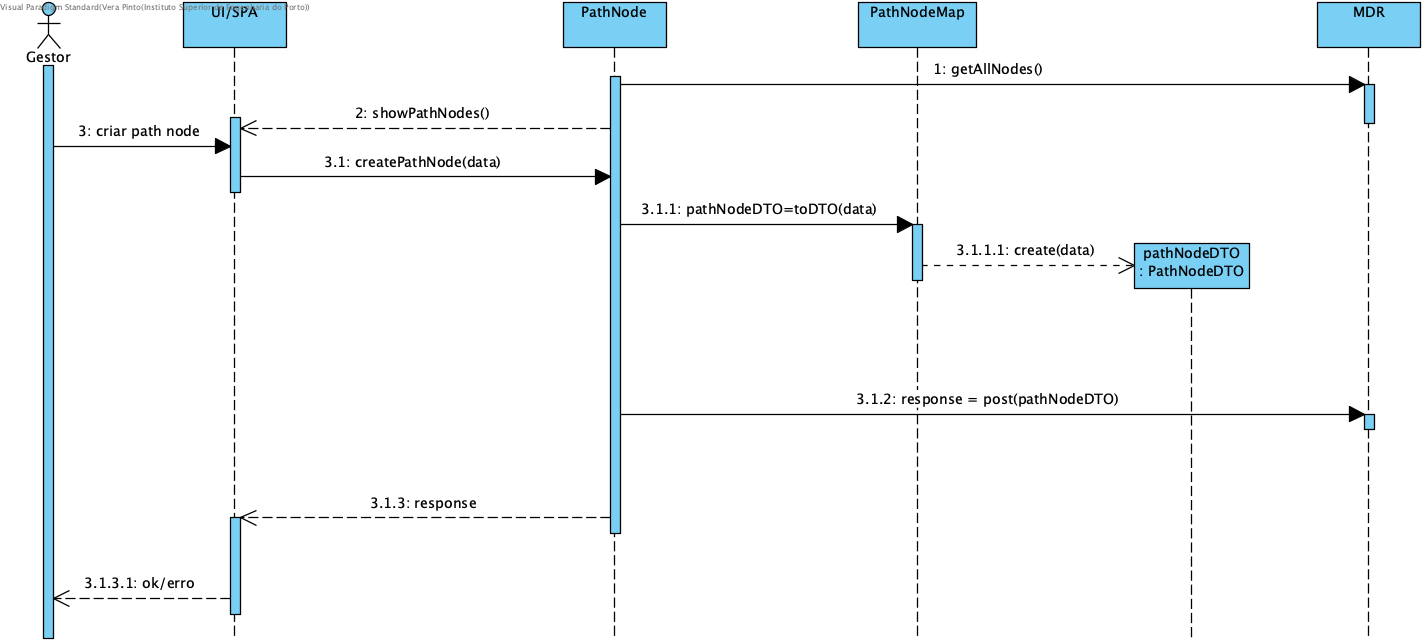 Visual Paradigm Standard(Vera Pinto(Instituto Superior de Engenharia do Porto))
UI/SPA
PathNode
PathNodeMap
MDR
Gestor
1: getAllNodes()
2: showPathNodes()
3: criar path node
3.1: createPathNode(data)
3.1.1: pathNodeDTO=toDTO(data)
3.1.1.1: create(data)
pathNodeDTO
: PathNodeDTO
3.1.2: response = post(pathNodeDTO)
3.1.3: response
3.1.3.1: ok/erro